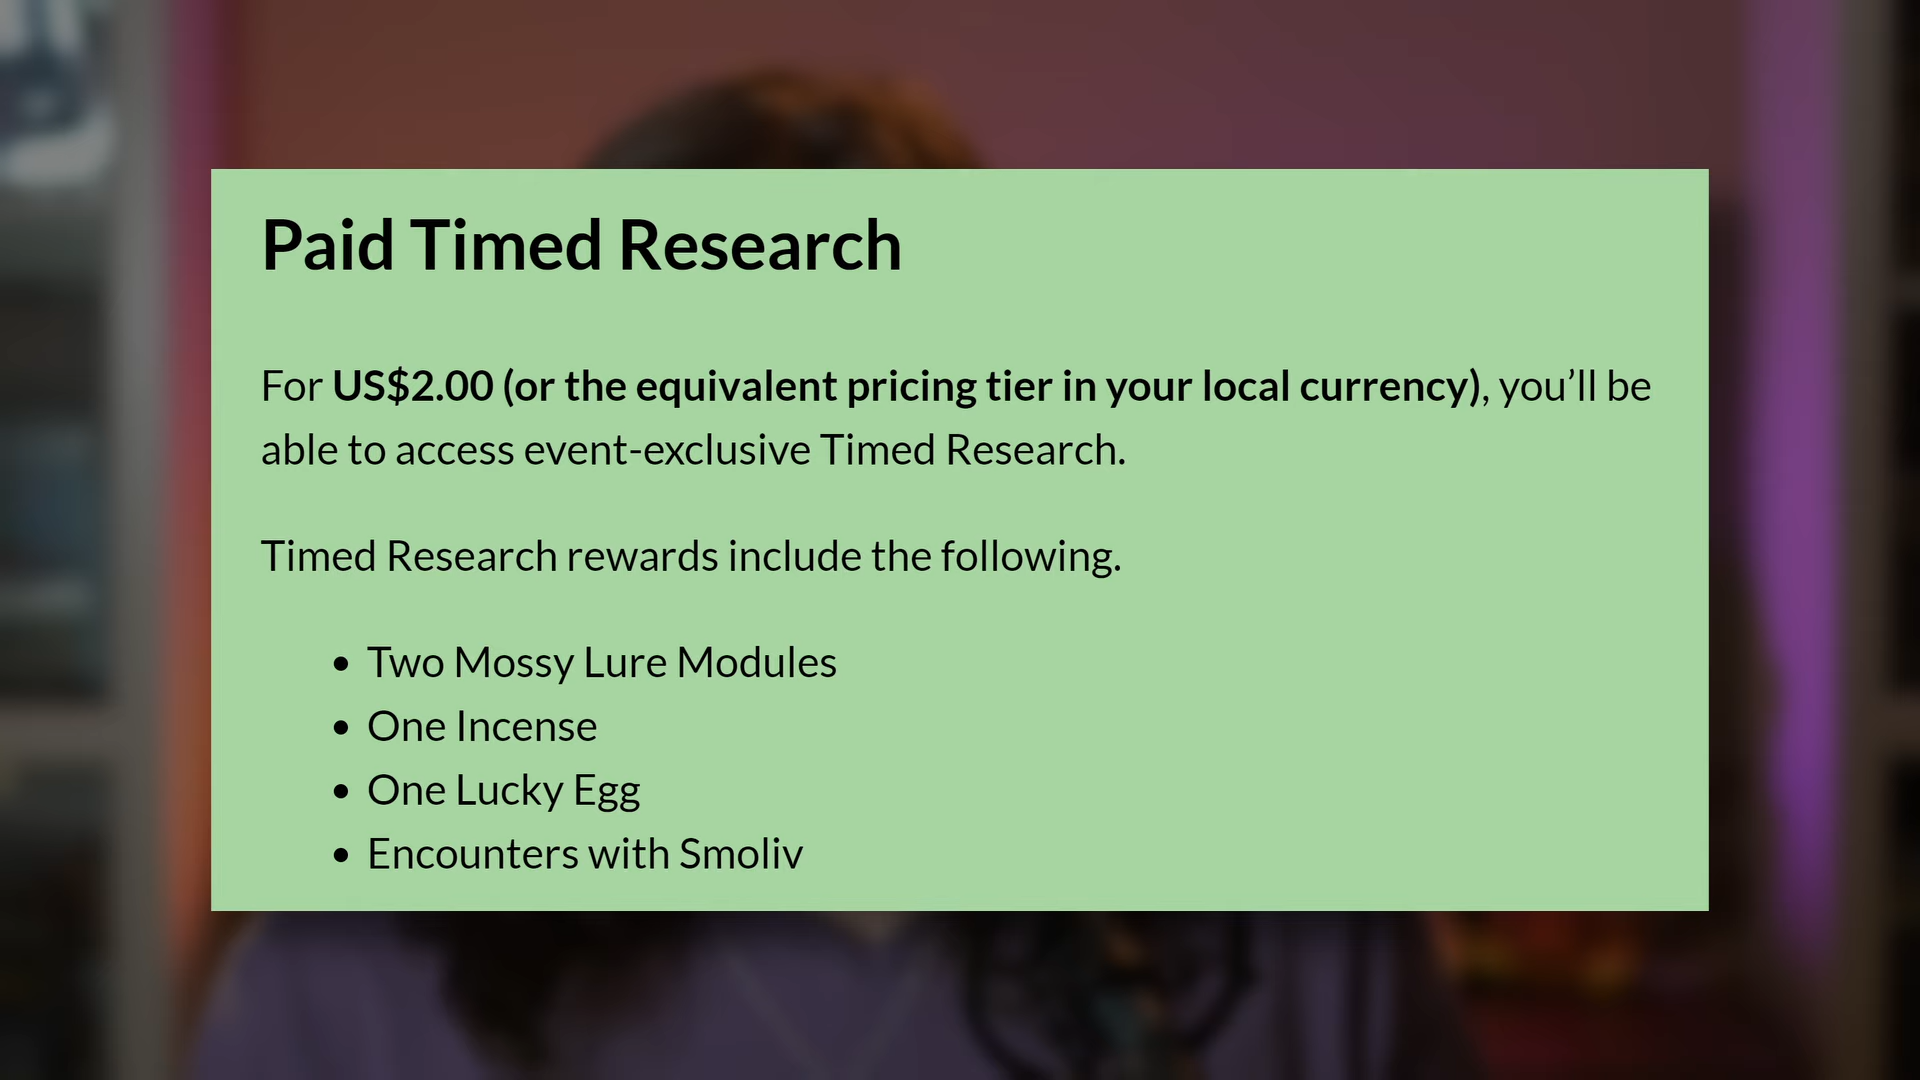 Paid Timed Research
For US$2.00 (or the equivalent pricing tier in your local currency), you’ll be
able to access event-exclusive Timed Research.
Timed Research rewards include the following.
• Two Mossy Lure Modules
• One Incense
• One Lucky Egg
• Encounters with Smoliv